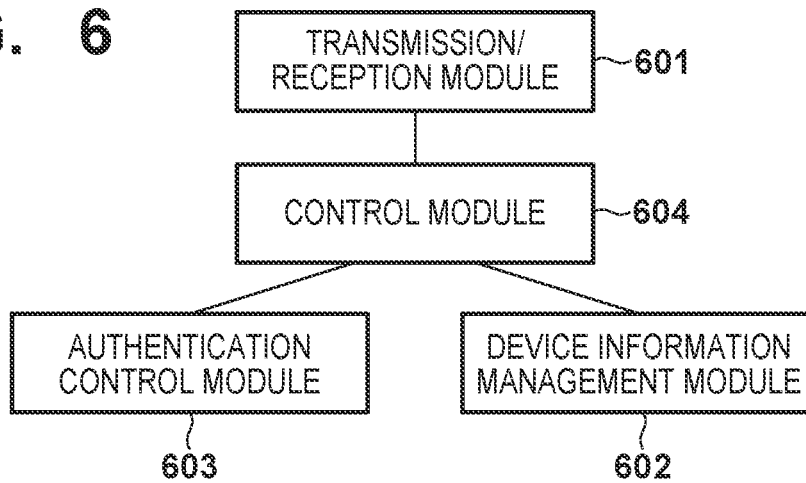 G. 6
TRANSMISSION/
RECEPTION MODULE
601
CONTROL MODULE
604
AUTHENTICATION
CONTROL MODULE
603
DEVICE INFORMATION
MANAGEMENT MODULE
602